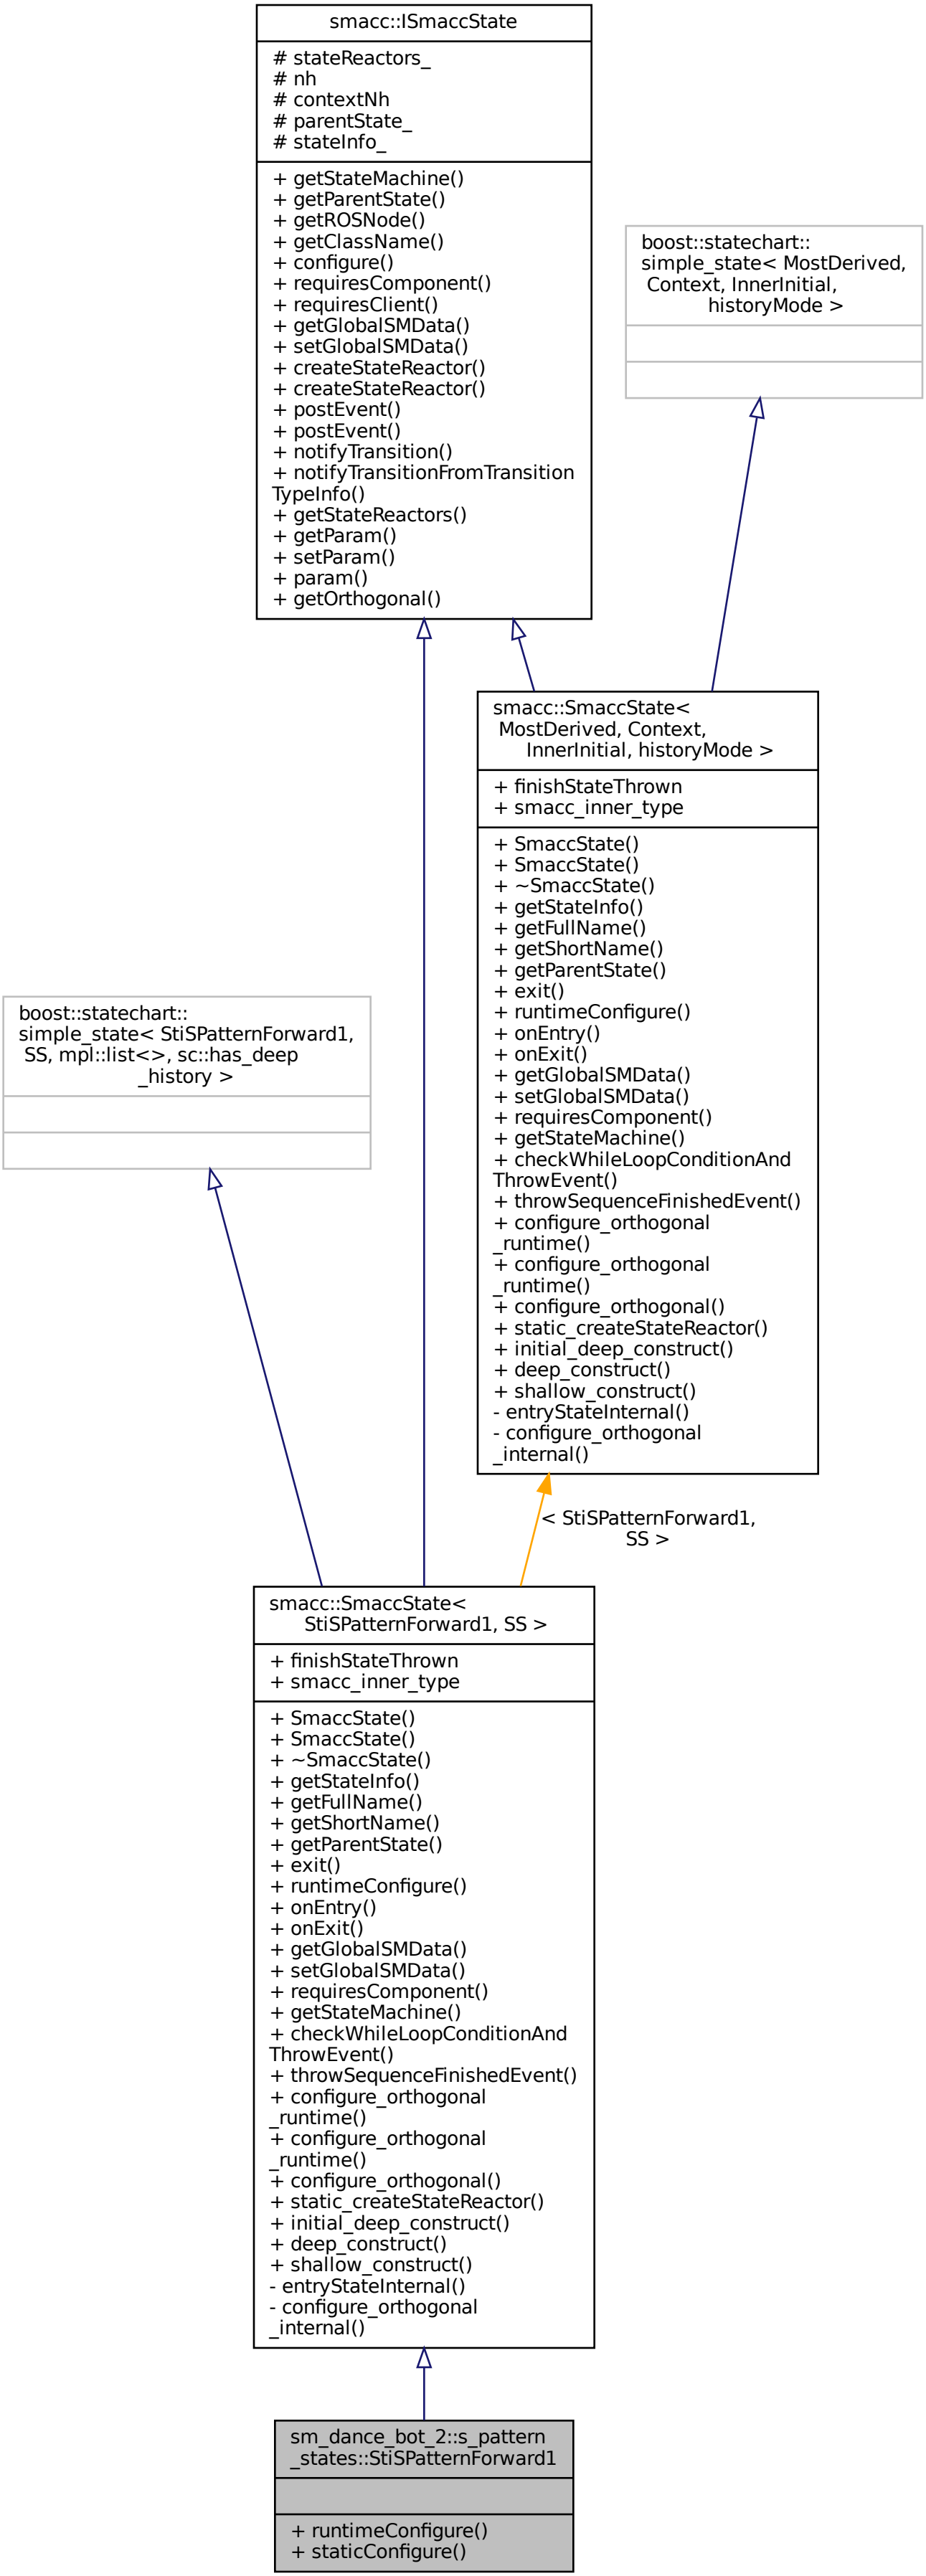 smacc::ISmaccState
# stateReactors_
# nh
# contextNh
# parentState_
# stateInfo_
+ getStateMachine()
+ getParentState()
+ getROSNode()
+ getClassName()
+ configure()
+ requiresComponent()
+ requiresClient()
+ getGlobalSMData()
+ setGlobalSMData()
+ createStateReactor()
+ createStateReactor()
+ postEvent()
+ postEvent()
+ notifyTransition()
+ notifyTransitionFromTransition
TypeInfo()
+ getStateReactors()
+ getParam()
+ setParam()
+ param()
+ getOrthogonal()
boost::statechart::
simple_state< MostDerived,
Context, InnerInitial,
historyMode >
smacc::SmaccState<
MostDerived, Context,
InnerInitial, historyMode >
+ finishStateThrown
+ smacc_inner_type
+ SmaccState()
+ SmaccState()
+ ~SmaccState()
+ getStateInfo()
+ getFullName()
+ getShortName()
+ getParentState()
+ exit()
+ runtimeConfigure()
+ onEntry()
+ onExit()
+ getGlobalSMData()
+ setGlobalSMData()
+ requiresComponent()
+ getStateMachine()
+ checkWhileLoopConditionAnd
ThrowEvent()
+ throwSequenceFinishedEvent()
+ configure_orthogonal
_runtime()
+ configure_orthogonal
_runtime()
+ configure_orthogonal()
+ static_createStateReactor()
+ initial_deep_construct()
+ deep_construct()
+ shallow_construct()
- entryStateInternal()
- configure_orthogonal
_internal()
boost::statechart::
simple_state< StiSPatternForward1,
SS, mpl::list<>, sc::has_deep
_history >
< StiSPatternForward1,
SS >
smacc::SmaccState<
StiSPatternForward1, SS >
+ finishStateThrown
+ smacc_inner_type
+ SmaccState()
+ SmaccState()
+ ~SmaccState()
+ getStateInfo()
+ getFullName()
+ getShortName()
+ getParentState()
+ exit()
+ runtimeConfigure()
+ onEntry()
+ onExit()
+ getGlobalSMData()
+ setGlobalSMData()
+ requiresComponent()
+ getStateMachine()
+ checkWhileLoopConditionAnd
ThrowEvent()
+ throwSequenceFinishedEvent()
+ configure_orthogonal
_runtime()
+ configure_orthogonal
_runtime()
+ configure_orthogonal()
+ static_createStateReactor()
+ initial_deep_construct()
+ deep_construct()
+ shallow_construct()
- entryStateInternal()
- configure_orthogonal
_internal()
sm_dance_bot_2::s_pattern
_states::StiSPatternForward1
+ runtimeConfigure()
+ staticConfigure()